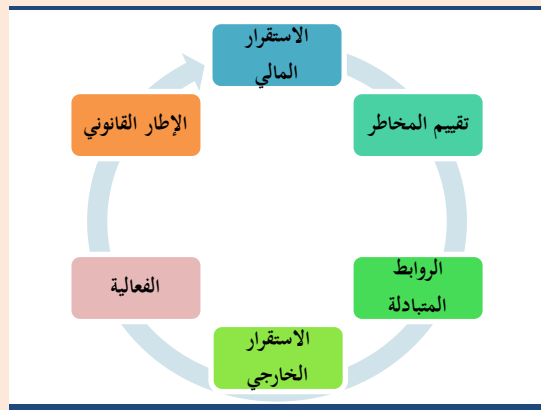 الاستقرار
المالي
تقييم المخاطر
الروابط
المتبادلة
الاستقرار
الخارجي
الفعالية
الإطار القانوني